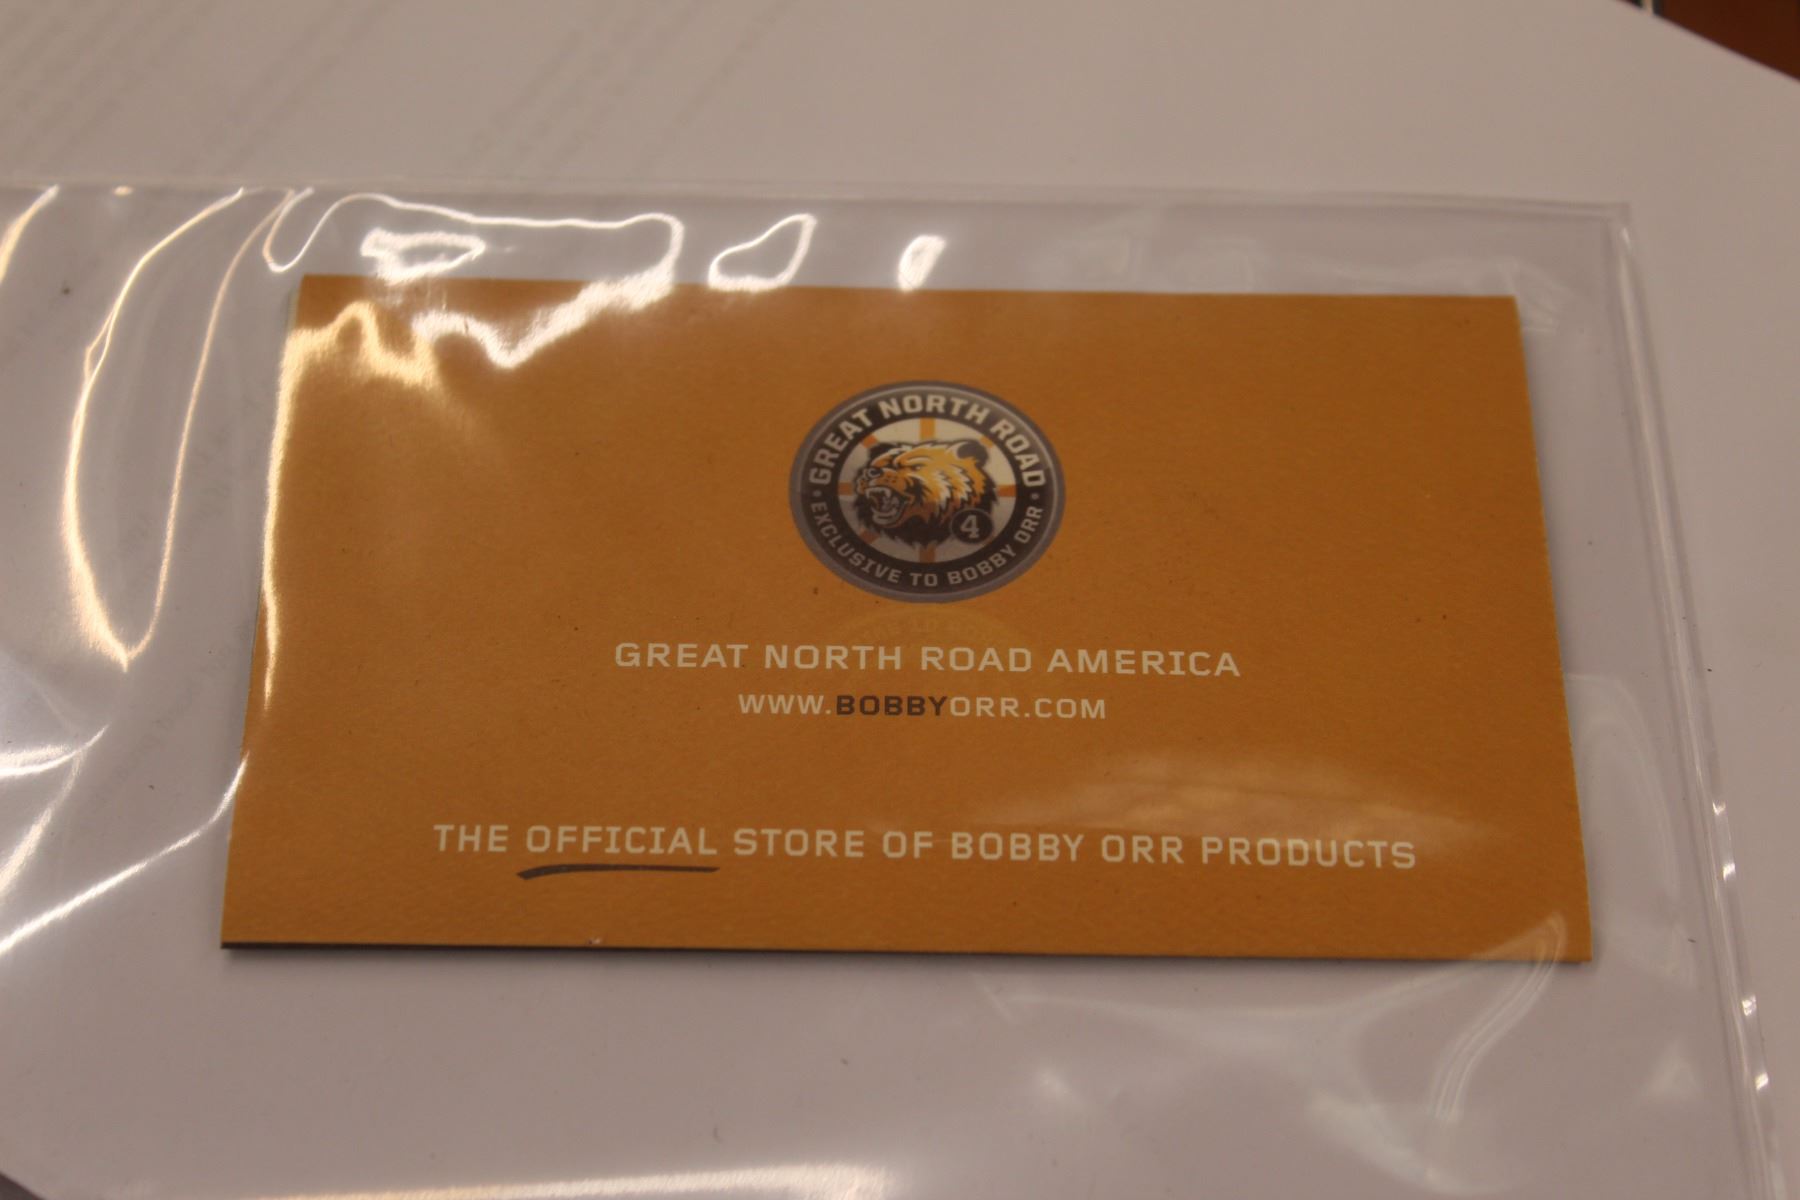 GREAT NORTH ROAD
4
• EXCLUSIVE TO BOBBY ORR •
GREAT NORTH ROAD AMERICA
WWW.BOBBYORR.COM
THE OFFICIAL STORE OF BOBBY ORR PRODUCTS